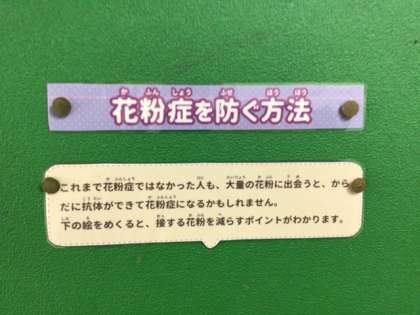 花粉症を防ぐ方法
これまで花粉症ではなかった人も、大量の花粉に出会うと、から
だに抗体ができて花粉症になるかもしれません。
下の絵をめくると、接する花粉を減らすポイントがわかります。